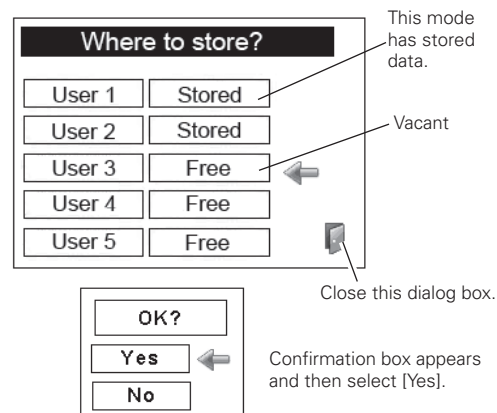 Where to store?
This mode
has stored
data.
User 1 Stored
User 2 Stored
Vacant
User 3 Free
User 4 Free
User 5 Free
Close this dialog box.
OK?
Yes
No
Confirmation box appears
and then select [Yes].